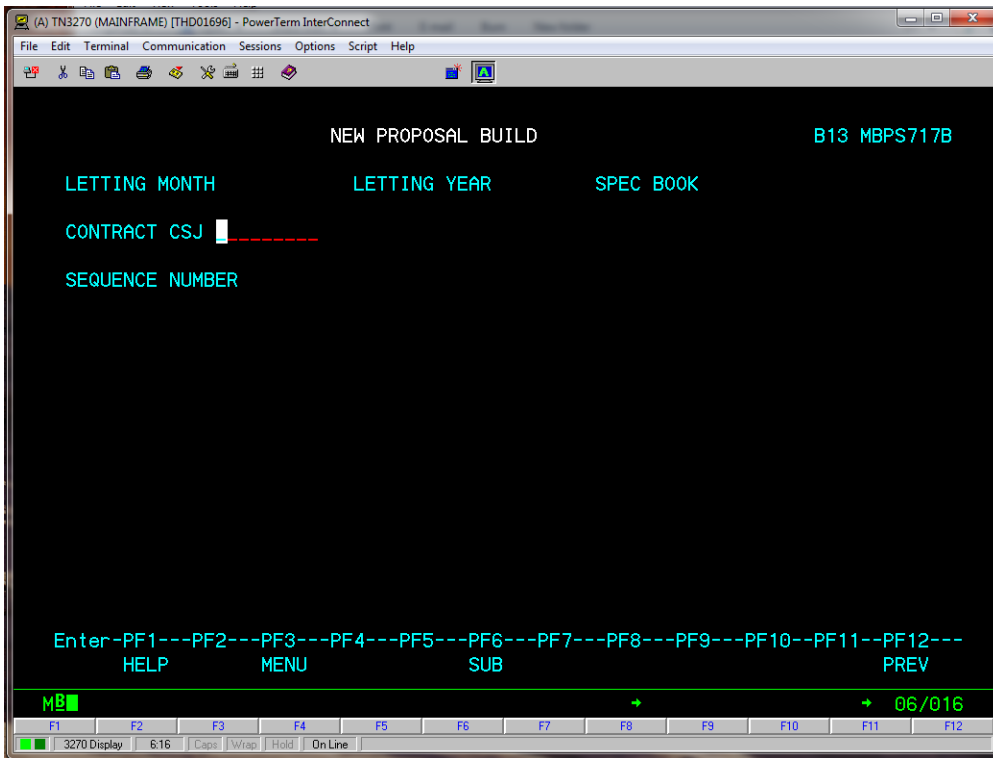 (A) TN3270 (MAINFRAME) [THD01696] - PowerTerm InterConnect
File Edit Terminal Communication Sessions Options Script Help
NEW PROPOSAL BUILD B13 MBPS717B
LETTING MONTH LETTING YEAR SPEC BOOK
CONTRACT CSJ _________
SEQUENCE NUMBER
Enter-PF1---PF2---PF3---PF4---PF5---PF6---PF7---PF8---PF9---PF10--PF11--PF12---
HELP MENU SUB PREV
MB 06/016
F1 F2 F3 F4 F5 F6 F7 F8 F9 F10 F11 F12
3270 Display 6:16 Caps Wrap Hold On Line